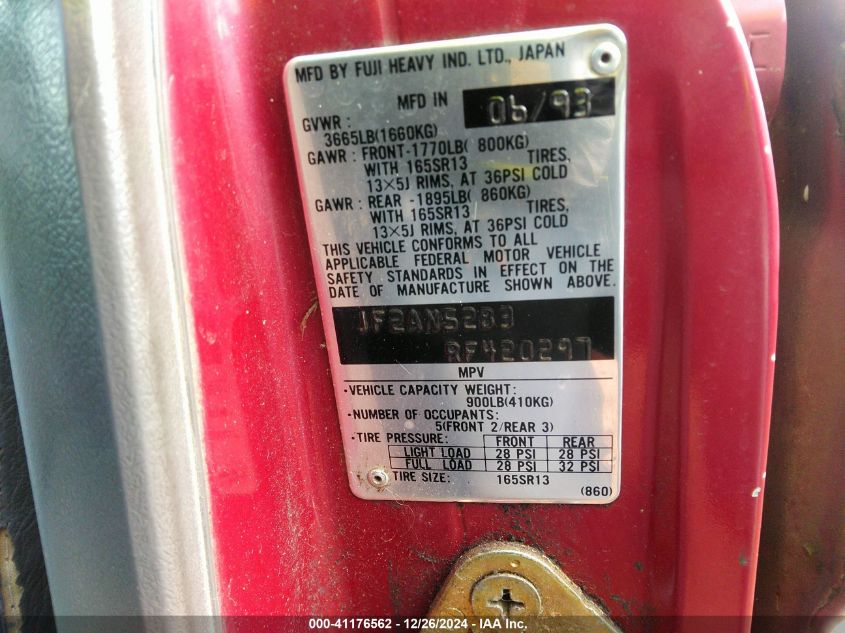 MFD BY FUJI HEAVY IND. LTD., JAPAN
MFD IN 06/93
GVWR :
3665LB(1660KG)
GAWR : FRONT-1770LB( 800KG)
WITH 165SR13 TIRES,
13×5J RIMS, AT 36PSI COLD
GAWR : REAR -1895LB( 860KG)
WITH 165SR13 TIRES,
13×5J RIMS, AT 36PSI COLD
THIS VEHICLE CONFORMS TO ALL
APPLICABLE FEDERAL MOTOR VEHICLE
SAFETY STANDARDS IN EFFECT ON THE
DATE OF MANUFACTURE SHOWN ABOVE.
JF2AN52B3
RF420297
MPV
·VEHICLE CAPACITY WEIGHT:
900LB(410KG)
·NUMBER OF OCCUPANTS:
5(FRONT 2/REAR 3)
·TIRE PRESSURE: FRONT REAR
LIGHT LOAD 28 PSI 28 PSI
FULL LOAD 28 PSI 32 PSI
TIRE SIZE: 165SR13
(860)
000-41176562 - 12/26/2024 - IAA Inc.